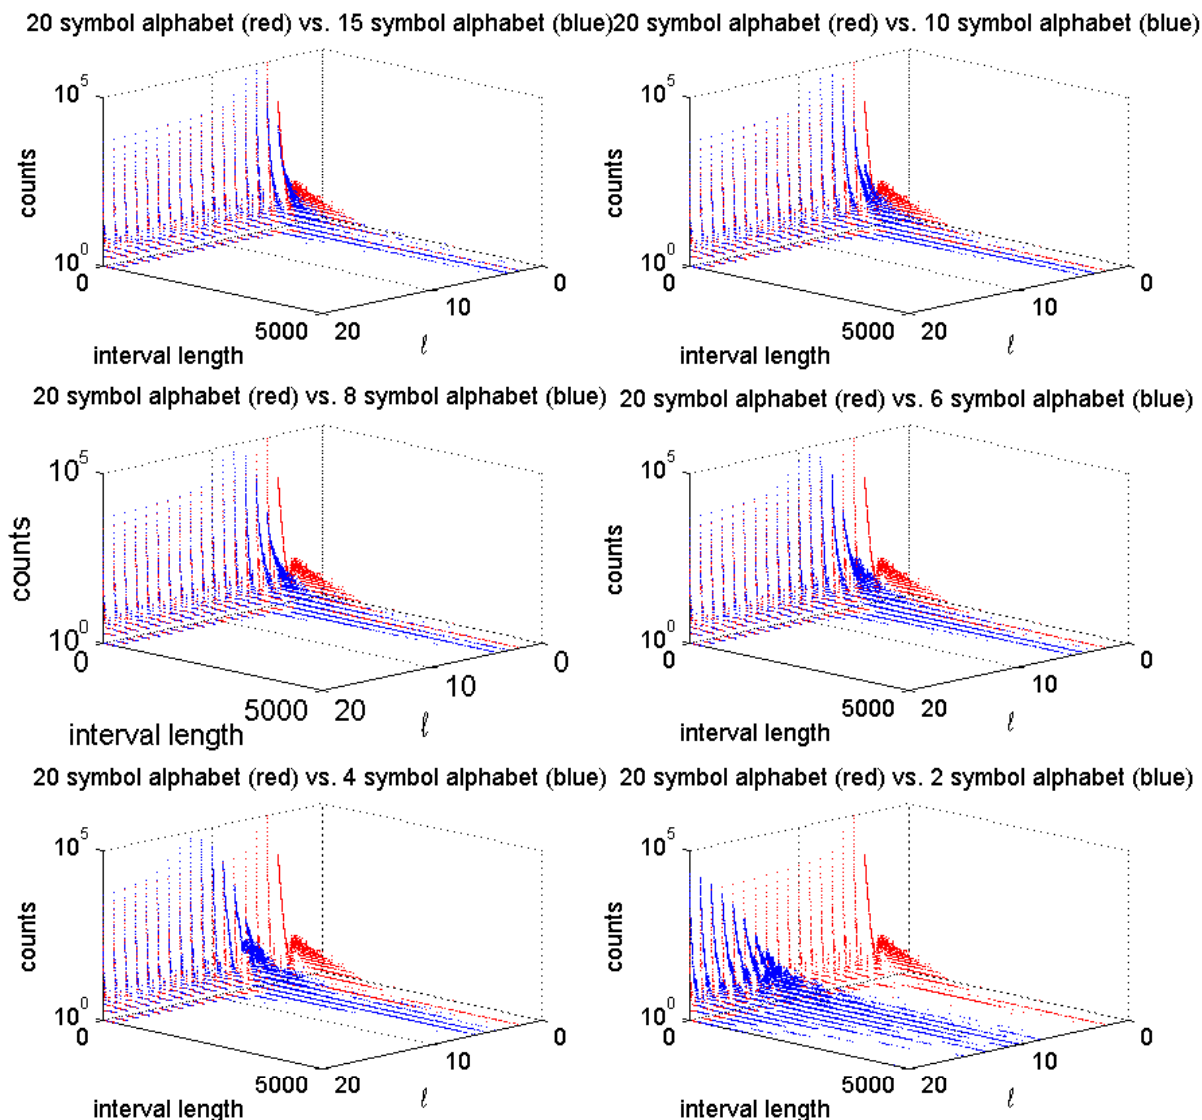 20 symbol alphabet (red) vs. 15 symbol alphabet (blue)
10^5
counts
10^0
0
5000
interval length
20
10
0
ℓ
20 symbol alphabet (red) vs. 10 symbol alphabet (blue)
10^5
counts
10^0
0
5000
interval length
20
10
0
ℓ
20 symbol alphabet (red) vs. 8 symbol alphabet (blue)
10^5
counts
10^0
0
5000
interval length
20
10
0
ℓ
20 symbol alphabet (red) vs. 6 symbol alphabet (blue)
10^5
counts
10^0
0
5000
interval length
20
10
0
ℓ
20 symbol alphabet (red) vs. 4 symbol alphabet (blue)
10^5
counts
10^0
0
5000
interval length
20
10
0
ℓ
20 symbol alphabet (red) vs. 2 symbol alphabet (blue)
10^5
counts
10^0
0
5000
interval length
20
10
0
ℓ